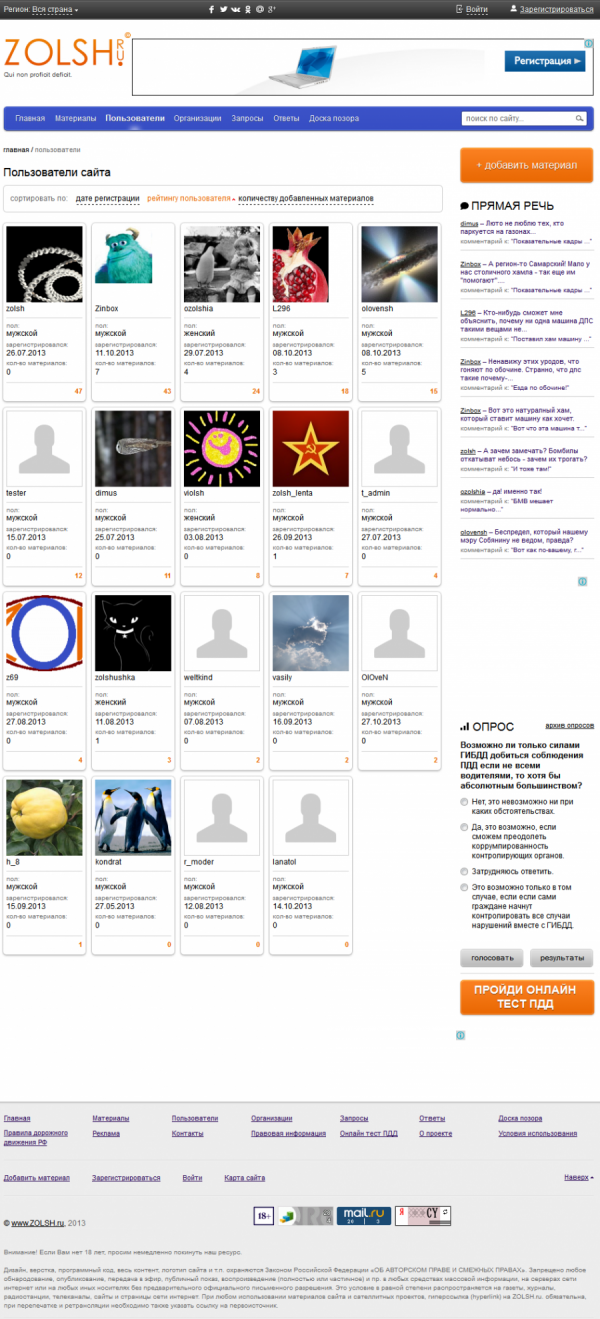 Регион: Вся страна
Войти
Зарегистрироваться
ZOLSH.RU
Qui non profioit deficit.
Регистрация
Главная Материалы Пользователи Организации Запросы Ответы Доска позора
поиск по сайту...
главная / пользователи
Пользователи сайта
сортировать по: дате регистрации рейтингу пользователя количеству добавленных материалов
zolsh
пол:
мужской
зарегистрировался:
26.07.2013
кол-во материалов:
0
47
Zinbox
пол:
мужской
зарегистрировался:
11.10.2013
кол-во материалов:
7
43
ozolshia
пол:
женский
зарегистрировался:
29.07.2013
кол-во материалов:
4
24
L296
пол:
мужской
зарегистрировался:
08.10.2013
кол-во материалов:
3
18
olovensh
пол:
мужской
зарегистрировался:
08.10.2013
кол-во материалов:
5
15
tester
пол:
мужской
зарегистрировался:
15.07.2013
кол-во материалов:
0
12
dimus
пол:
мужской
зарегистрировался:
25.07.2013
кол-во материалов:
0
11
violsh
пол:
женский
зарегистрировался:
03.08.2013
кол-во материалов:
0
8
zolsh_lenta
пол:
мужской
зарегистрировался:
26.09.2013
кол-во материалов:
1
7
t_admin
пол:
мужской
зарегистрировался:
27.07.2013
кол-во материалов:
0
4
z69
пол:
мужской
зарегистрировался:
27.08.2013
кол-во материалов:
0
4
zolshushka
пол:
женский
зарегистрировался:
11.08.2013
кол-во материалов:
1
3
weltkind
пол:
мужской
зарегистрировался:
07.08.2013
кол-во материалов:
0
2
vasily
пол:
мужской
зарегистрировался:
16.09.2013
кол-во материалов:
0
2
OlOveN
пол:
мужской
зарегистрировался:
27.10.2013
кол-во материалов:
0
2
h_8
пол:
мужской
зарегистрировался:
15.09.2013
кол-во материалов:
0
1
kondrat
пол:
мужской
зарегистрировался:
27.05.2013
кол-во материалов:
0
0
r_moder
пол:
мужской
зарегистрировался:
12.08.2013
кол-во материалов:
0
0
lanatol
пол:
мужской
зарегистрировался:
14.10.2013
кол-во материалов:
0
0
+ добавить материал
ПРЯМАЯ РЕЧЬ
dimus – Люто не люблю тех, кто
паркуется на газонах...
комментарий к: "Показательные кадры ..."
Zinbox – А регион-то Самарский! Мало у
нас столичного хамла - так еще им
"помогают"....
комментарий к: "Показательные кадры ..."
L296 – Кто-нибудь сможет мне
объяснить, почему ни одна машина ДПС
такими вещами не...
комментарий к: "Поставил хам машину ..."
Zinbox – Ненавижу этих уродов, что
гоняют по обочине. Странно, что дпс
такие почему-...
комментарий к: "Езда по обочине!"
Zinbox – Вот это натуралный хам,
который ставит машину как хочет.
комментарий к: "Вот что эта машина т..."
zolsh – А зачем замечать? Бомбилы
откатывают небось - зачем их трогать?
комментарий к: "И тоже там!"
ozolshia – да! именно так!
комментарий к: "БМВ мешает
нормально..."
olovensh – Беспредел, который нашему
мэру Собянину не ведом, правда?
комментарий к: "Вот как по-вашему, г..."
ОПРОС
архив опросов
Возможно ли только силами
ГИБДД добиться соблюдения
ПДД если не всеми
водителями, то хотя бы
абсолютным большинством?
Нет, это невозможно ни при
каких обстоятельствах.
Да, это возможно, если
сможем преодолеть
коррумпированность
контролирующих органов.
Затрудняюсь ответить.
Это возможно только в том
случае, если если сами
граждане начнут
контролировать все случаи
нарушений вместе с ГИБДД.
голосовать
результаты
ПРОЙДИ ОНЛАЙН
ТЕСТ ПДД
Главная Материалы Пользователи Организации Запросы Ответы Доска позора
Правила дорожного
движения РФ
Реклама Контакты Правовая информация Онлайн тест ПДД О проекте Условия использования
Добавить материал Зарегистрироваться Войти Карта сайта Наверх
© www.ZOLSH.ru, 2013
18+
mail.ru
Я CY
Внимание! Если Вам нет 18 лет, просим немедленно покинуть наш ресурс.
Дизайн, верстка, програмный код, весь контент, логотип сайта и т.п. охраняются Законом Российской Федерации «ОБ АВТОРСКОМ ПРАВЕ И СМЕЖНЫХ ПРАВАХ». Запрещено любое
обнародование, опубликование, передача в эфир, публичный показ, воспроизведение (полностью или частичное) и пр. в любых средствах массовой информации, на серверах сети
интернет или на любых иных носителях без предварительного официального письменного разрешения. Это условие в равной степени распространяется на газеты, журналы,
радиостанции, телеканалы, сайты и страницы сети интернет. При любом использовании материалов сайта и сателлитных проектов, гиперссылка (hyperlink) на ZOLSH.ru. обязательна,
при перепечатке и ретрансляции необходимо также указать ссылку на первоисточник.